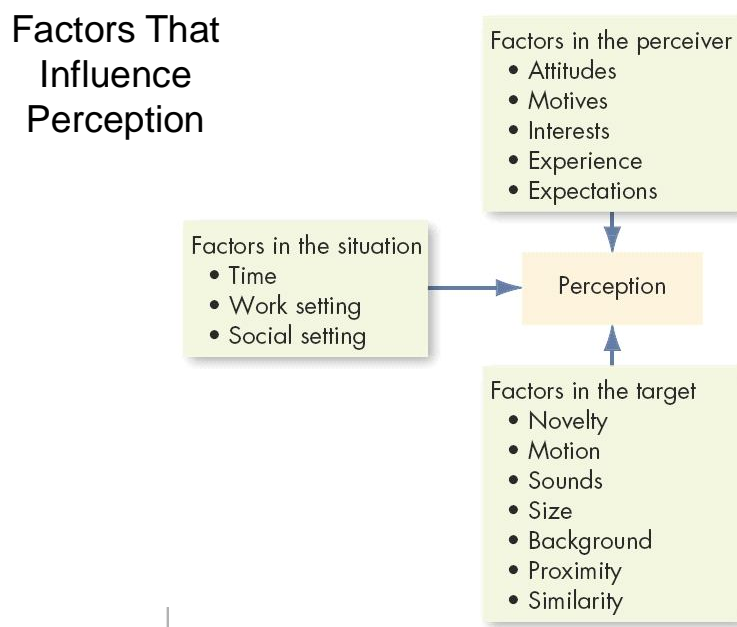 Factors That
Influence
Perception
Factors in the perceiver
• Attitudes
• Motives
• Interests
• Experience
• Expectations
Factors in the situation
• Time
• Work setting
• Social setting
Perception
Factors in the target
• Novelty
• Motion
• Sounds
• Size
• Background
• Proximity
• Similarity